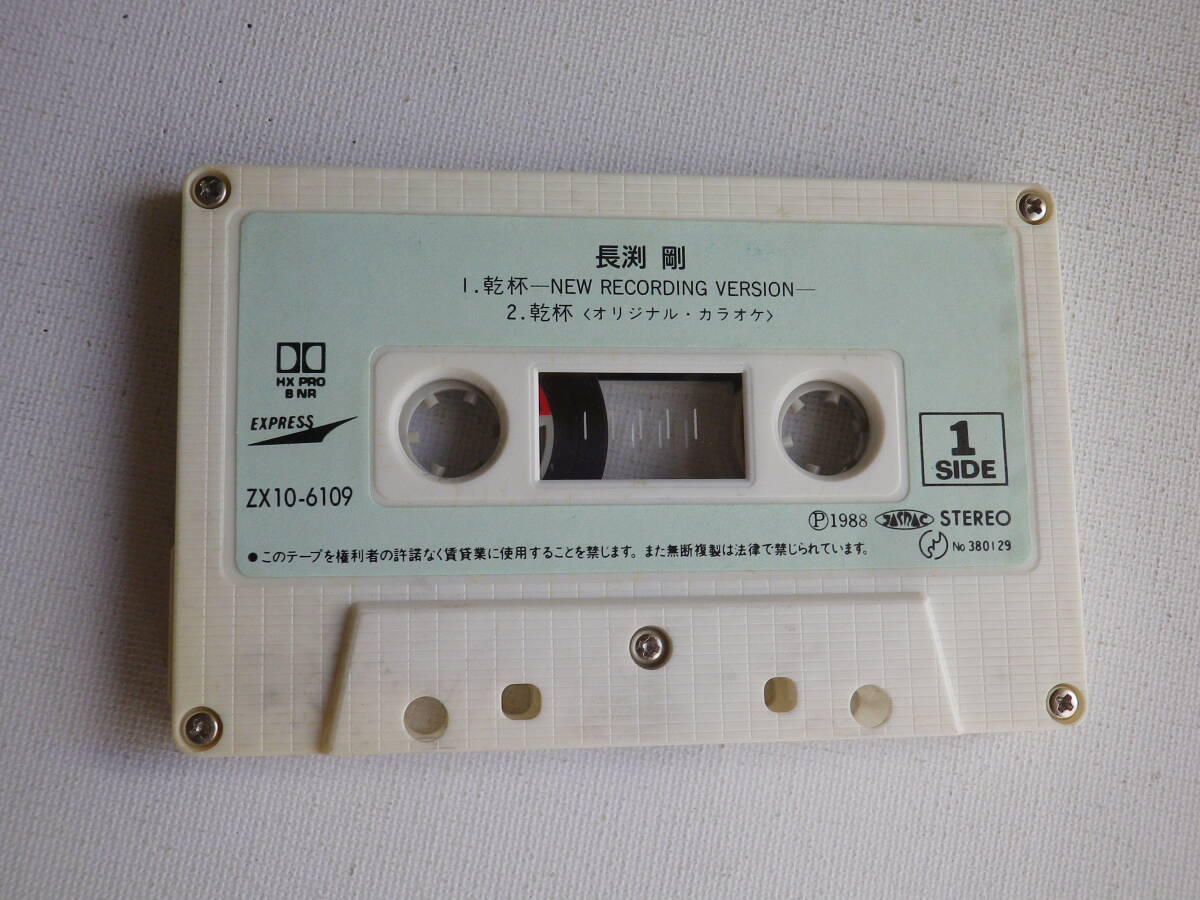 長渕 剛
1.乾杯―NEW RECORDING VERSION―
2.乾杯〈オリジナル・カラオケ〉
HX PRO
B NR
EXPRESS
ZX10-6109
1
SIDE
Ⓟ1988 JASRAC STEREO
No 380129
●このテープを権利者の許諾なく賃貸業に使用することを禁じます。また無断複製は法律で禁じられています。